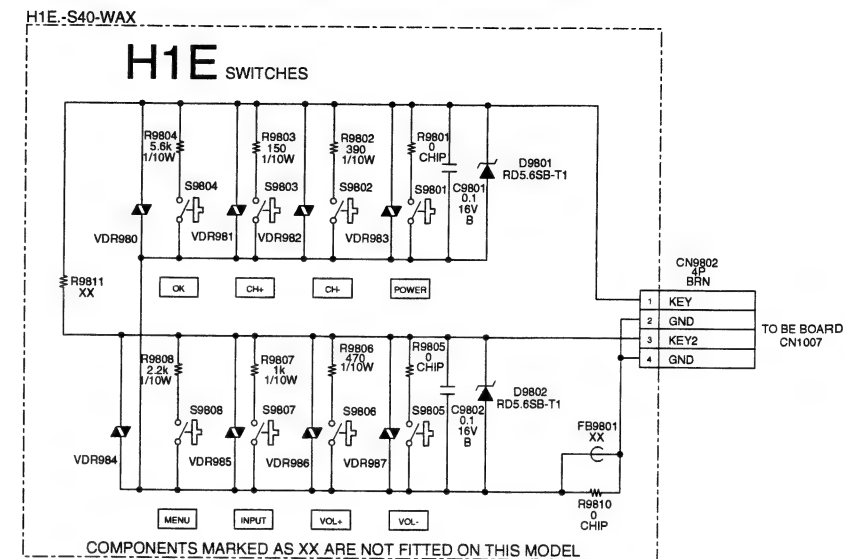 H1E.-S40-WAX
H1E SWITCHES
R9804
5.6k
1/10W
R9803
150
1/10W
R9802
390
1/10W
R9801
0
CHIP
S9804
S9803
S9802
S9801
C9801
0.1
16V
B
D9801
RD5.6SB-T1
VDR980
VDR981
VDR982
VDR983
R9811
XX
OK
CH+
CH-
POWER
CN9802
4P
BRN
1 KEY
2 GND
3 KEY2
4 GND
TO BE BOARD
CN1007
R9808
2.2k
1/10W
R9807
1k
1/10W
R9806
470
1/10W
R9805
0
CHIP
S9808
S9807
S9806
S9805
C9802
0.1
16V
B
D9802
RD5.6SB-T1
FB9801
XX
VDR984
VDR985
VDR986
VDR987
R9810
0
CHIP
MENU
INPUT
VOL+
VOL-
COMPONENTS MARKED AS XX ARE NOT FITTED ON THIS MODEL